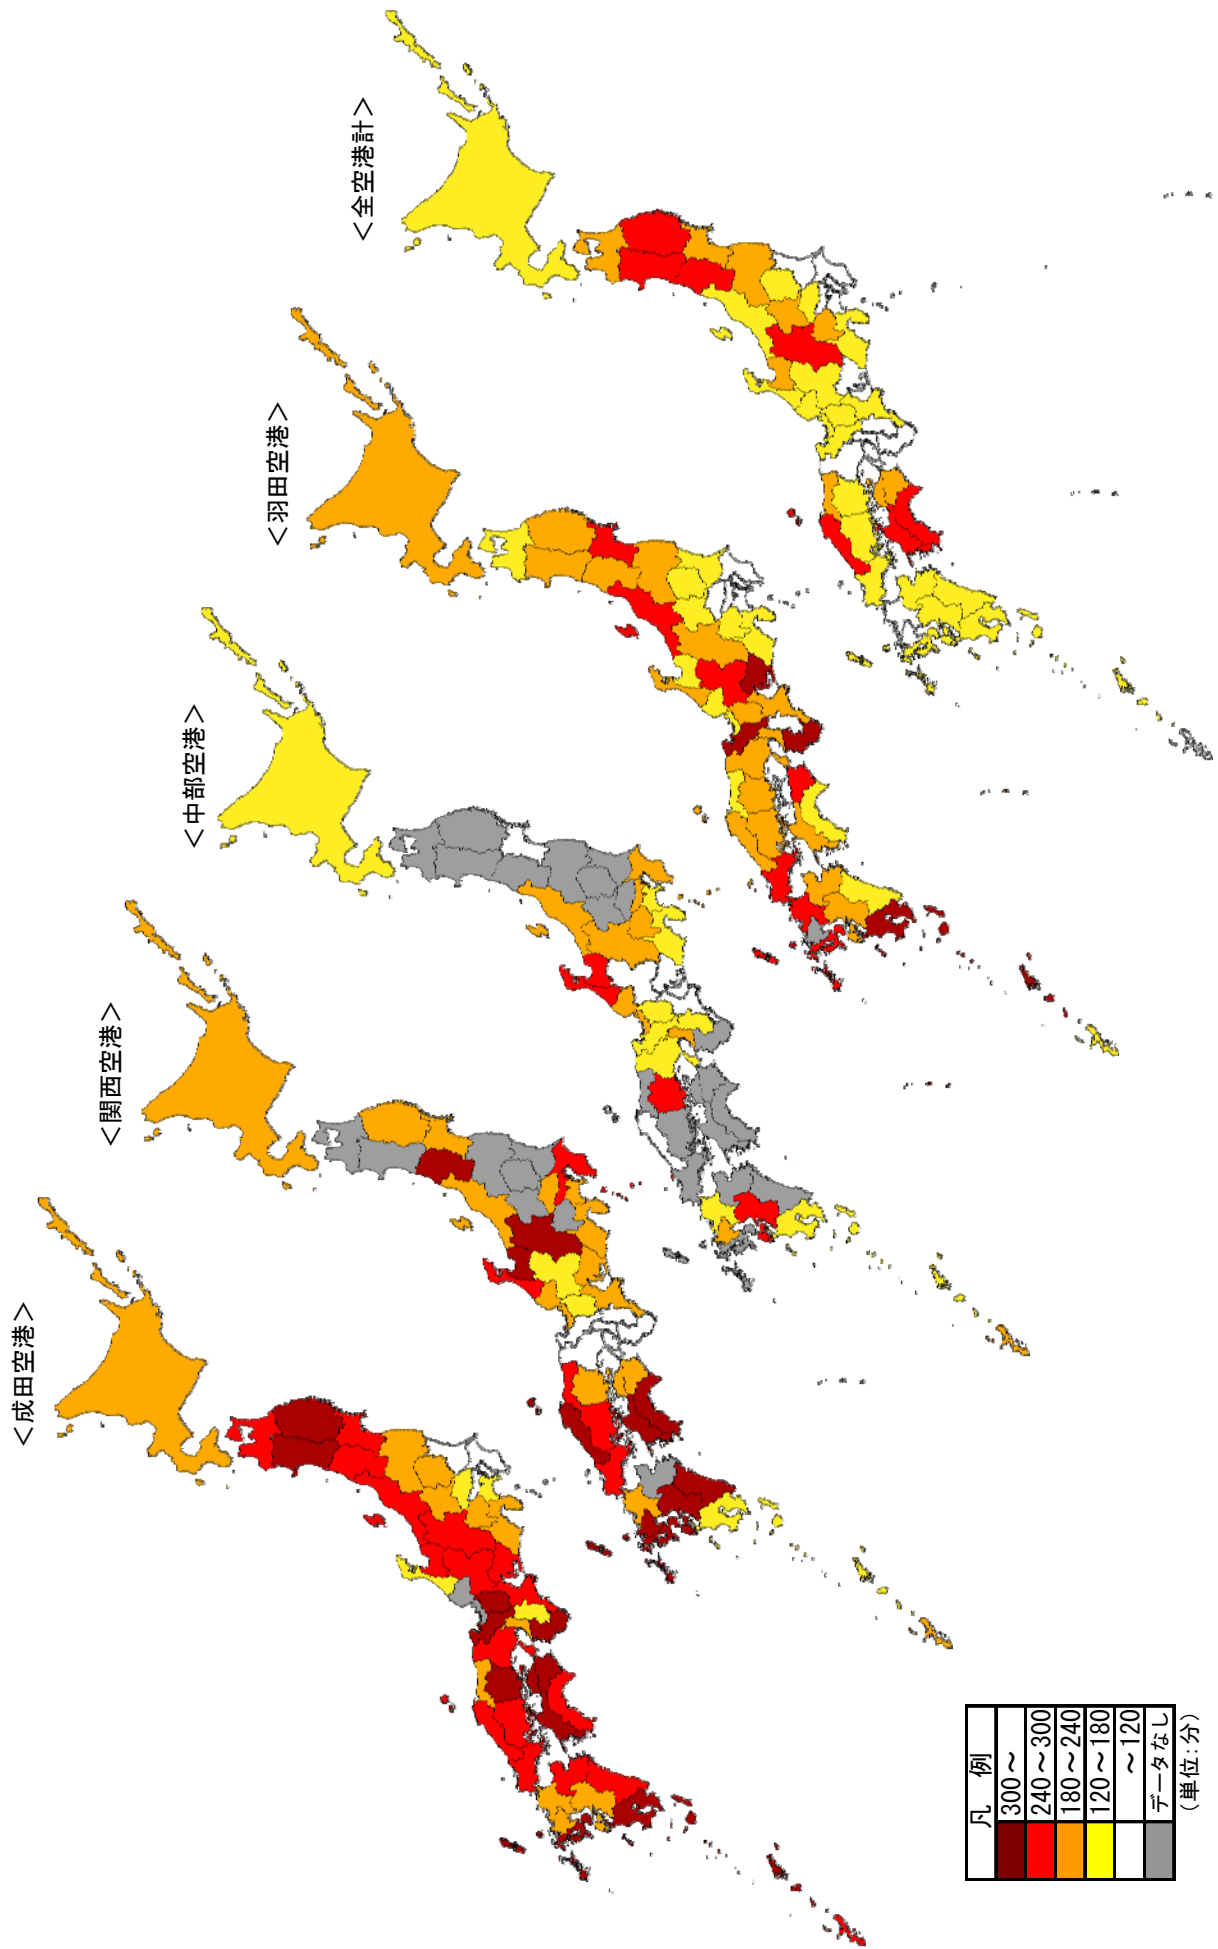 <成田空港>
<関西空港>
<中部空港>
<羽田空港>
<全空港計>
凡 例
300~
240~300
180~240
120~180
~120
データなし
(単位:分)